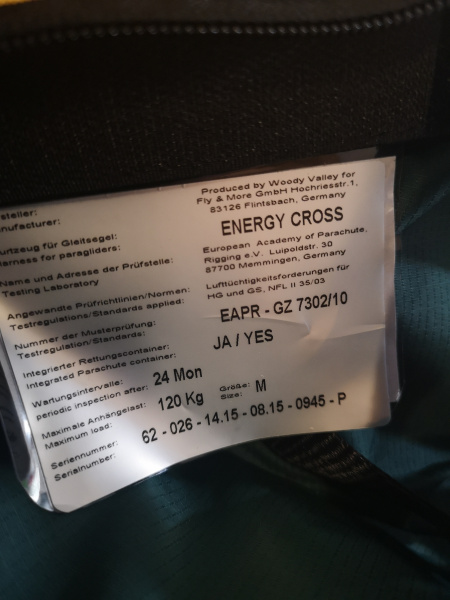 steller:
nufacturer:
Produced by Woody Valley for
Fly & More GmbH Hochriesstr.1,
83126 Flintsbach, Germany
urtzeug für Gleitsegel:
arness for paragliders:
ENERGY CROSS
Name und Adresse der Prüfstelle:
Testing Laboratory
European Academy of Parachute,
Rigging e.V. Luipoldstr. 30
87700 Memmingen, Germany
Angewandte Prüfrichtlinien/Normen:
Testregulations/Standards applied:
Lufttüchtigkeitsforderungen für
HG und GS, NFL II 35/03
Nummer der Musterprüfung:
Testregulation/Standards:
EAPR - GZ 7302/10
Integrierter Rettungscontainer:
Integrated Parachute container:
JA / YES
Wartungsintervalle:
periodic inspection after:
24 Mon
Maximale Anhängelast:
Maximum load:
120 Kg
Größe:
Size:
M
Seriennummer:
Serialnumber:
62 - 026 - 14.15 - 08.15 - 0945 - P